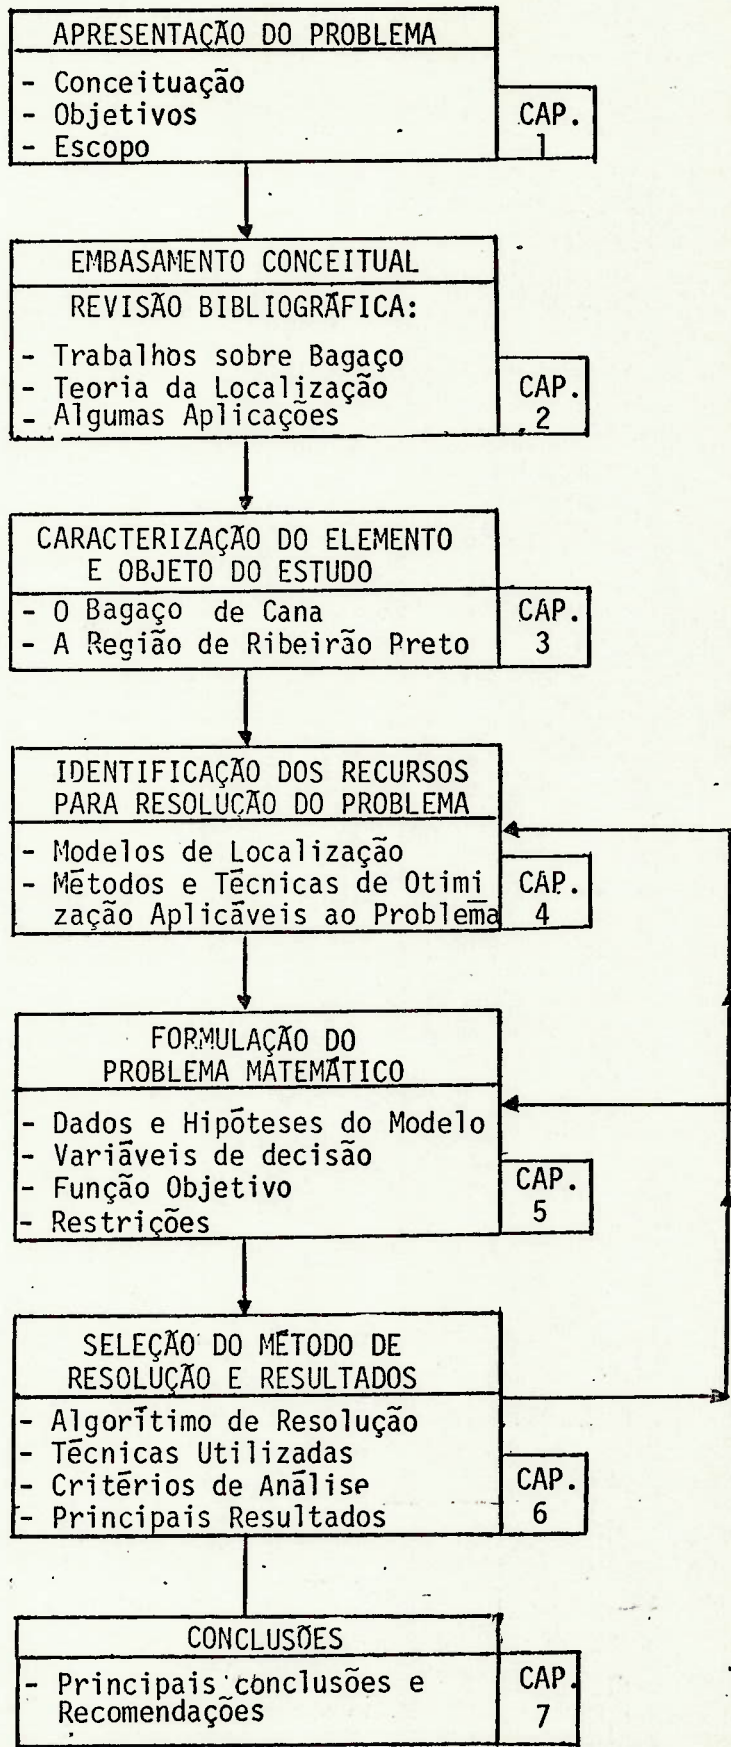 APRESENTAÇÃO DO PROBLEMA
- Conceituação
- Objetivos
- Escopo
CAP.
1
EMBASAMENTO CONCEITUAL
REVISÃO BIBLIOGRÁFICA:
- Trabalhos sobre Bagaço
- Teoria da Localização
- Algumas Aplicações
CAP.
2
CARACTERIZAÇÃO DO ELEMENTO
E OBJETO DO ESTUDO
- O Bagaço de Cana
- A Região de Ribeirão Preto
CAP.
3
IDENTIFICAÇÃO DOS RECURSOS
PARA RESOLUÇÃO DO PROBLEMA
- Modelos de Localização
- Métodos e Técnicas de Otimi
zação Aplicáveis ao Problema
CAP.
4
FORMULAÇÃO DO
PROBLEMA MATEMÁTICO
- Dados e Hipóteses do Modelo
- Variáveis de decisão
- Função Objetivo
- Restrições
CAP.
5
SELEÇÃO DO MÉTODO DE
RESOLUÇÃO E RESULTADOS
- Algorítimo de Resolução
- Técnicas Utilizadas
- Critérios de Análise
- Principais Resultados
CAP.
6
CONCLUSÕES
- Principais conclusões e
Recomendações
CAP.
7